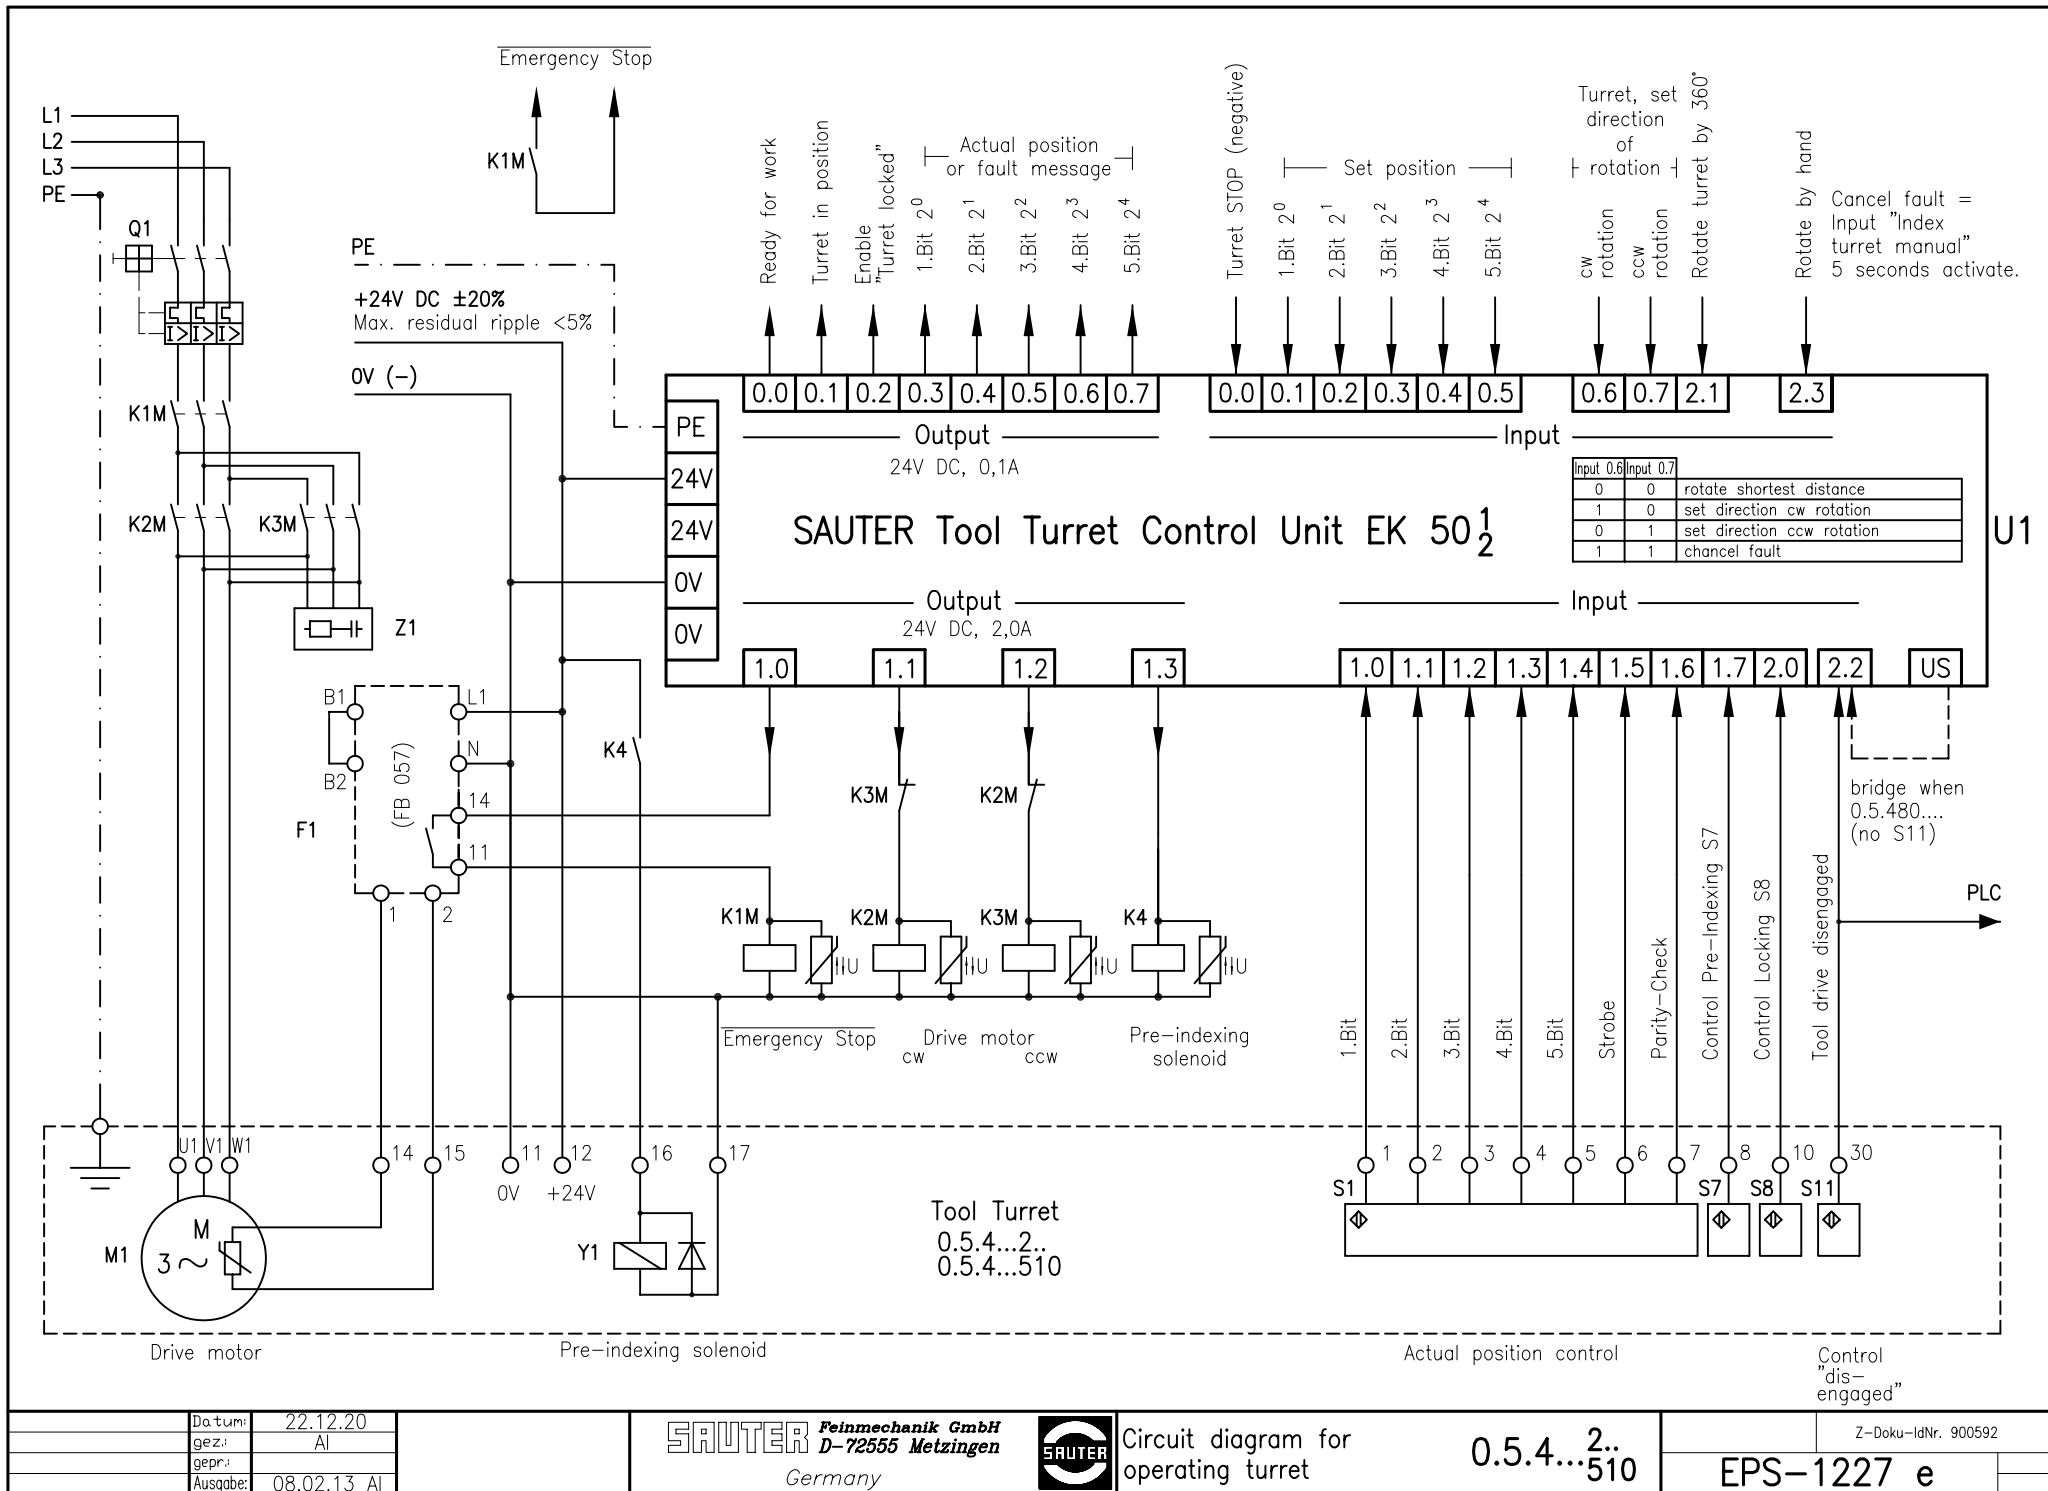 Emergency Stop
L1
L2
L3
PE
K1M
Q1
PE
+24V DC ±20%
Max. residual ripple <5%
0V (-)
Ready for work
Turret in position
Enable
"Turret locked"
Actual position
or fault message
1.Bit 2⁰
2.Bit 2¹
3.Bit 2²
4.Bit 2³
5.Bit 2⁴
Turret STOP (negative)
Set position
1.Bit 2⁰
2.Bit 2¹
3.Bit 2²
4.Bit 2³
5.Bit 2⁴
Turret, set
direction
of
rotation
cw
rotation
ccw
rotation
Rotate turret by 360°
Rotate by hand
Cancel fault =
Input "Index
turret manual"
5 seconds activate.
0.0 0.1 0.2 0.3 0.4 0.5 0.6 0.7
0.0 0.1 0.2 0.3 0.4 0.5
0.6 0.7 2.1
2.3
PE
24V
24V
0V
0V
Output
24V DC, 0,1A
Input
Input 0.6 Input 0.7
0 0 rotate shortest distance
1 0 set direction cw rotation
0 1 set direction ccw rotation
1 1 chancel fault
SAUTER Tool Turret Control Unit EK 50 1
2
U1
Output
24V DC, 2,0A
Input
1.0 1.1 1.2 1.3
1.0 1.1 1.2 1.3 1.4 1.5 1.6 1.7 2.0 2.2 US
K1M
K2M
K3M
Z1
B1
B2
L1
N
14
11
(FB 057)
F1
1
2
K4
K3M
K2M
K1M
K2M
K3M
K4
U
U
U
U
Emergency Stop
Drive motor
cw
ccw
Pre-indexing
solenoid
bridge when
0.5.480....
(no S11)
PLC
1.Bit
2.Bit
3.Bit
4.Bit
5.Bit
Strobe
Parity-Check
Control Pre-Indexing S7
Control Locking S8
Tool drive disengaged
U1 V1 W1
14 15 11 12 16 17
0V +24V
1 2 3 4 5 6 7 8 10 30
S1 S7 S8 S11
M1
M
3~
Y1
Tool Turret
0.5.4...2..
0.5.4...510
Drive motor
Pre-indexing solenoid
Actual position control
Control
"dis-
engaged"
Datum: 22.12.20
gez.: Al
gepr.:
Ausgabe: 08.02.13 Al
SAUTER Feinmechanik GmbH
D-72555 Metzingen
Germany
SAUTER
Circuit diagram for
operating turret
0.5.4... 2..
510
Z-Doku-IdNr. 900592
EPS-1227 e